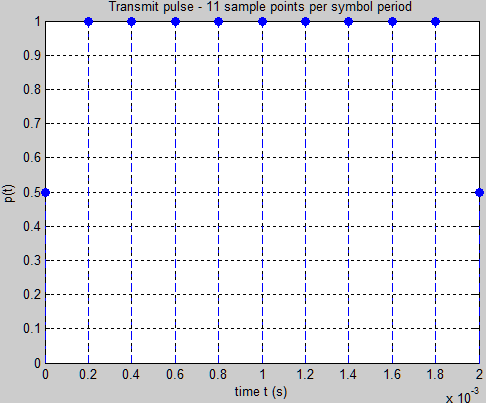 Transmit pulse - 11 sample points per symbol period
1
0.9
0.8
0.7
0.6
0.5
0.4
0.3
0.2
0.1
0
p(t)
0 0.2 0.4 0.6 0.8 1 1.2 1.4 1.6 1.8 2
time t (s)
x 10^-3